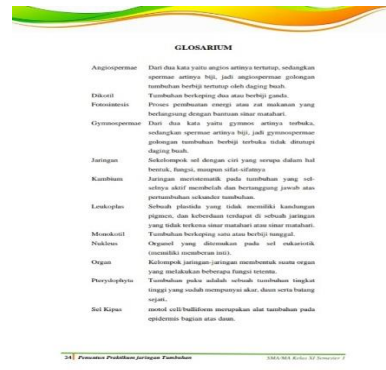 GLOSARIUM
Angiospermae Dari dua kata yaitu angios artinya tertutup, sedangkan
spermae artinya biji, jadi angiospermae golongan
tumbuhan berbiji tertutup oleh daging buah.
Dikotil Tumbuhan berkeping dua atau berbiji ganda.
Fotosintesis Proses pembuatan energi atau zat makanan yang
berlangsung dengan bantuan sinar matahari.
Gymnospermae Dari dua kata yaitu gymnos artinya terbuka,
sedangkan spermae artinya biji, jadi gymnospermae
golongan tumbuhan berbiji terbuka tidak ditutupi
daging buah.
Jaringan Sekelompok sel dengan ciri yang serupa dalam hal
bentuk, fungsi, maupun sifat-sifatnya.
Kambium Jaringan meristematik pada tumbuhan yang sel-
selnya aktif membelah dan bertanggung jawab atas
pertumbuhan sekunder tumbuhan.
Leukoplas Sebuah plastida yang tidak memiliki kandungan
pigmen, dan keberadaan terdapat di sebuah jaringan
yang tidak terkena sinar matahari atau sinar matahari.
Monokotil Tumbuhan berkeping satu atau berbiji tunggal.
Nukleus Organel yang ditemukan pada sel eukariotik
(memiliki memberan inti).
Organ Kelompok jaringan-jaringan membentuk suatu organ
yang melakukan beberapa fungsi tetentu.
Pterydophyta Tumbuhan paku adalah sebuah tumbuhan tingkat
tinggi yang sudah mempunyai akar, daun serta batang
sejati.
Sel Kipas motol cell/bulliform merupakan alat tambahan pada
epidermis bagian atas daun.
24 Penuntun Praktikum Jaringan Tumbuhan SMA/MA Kelas XI Semester 1